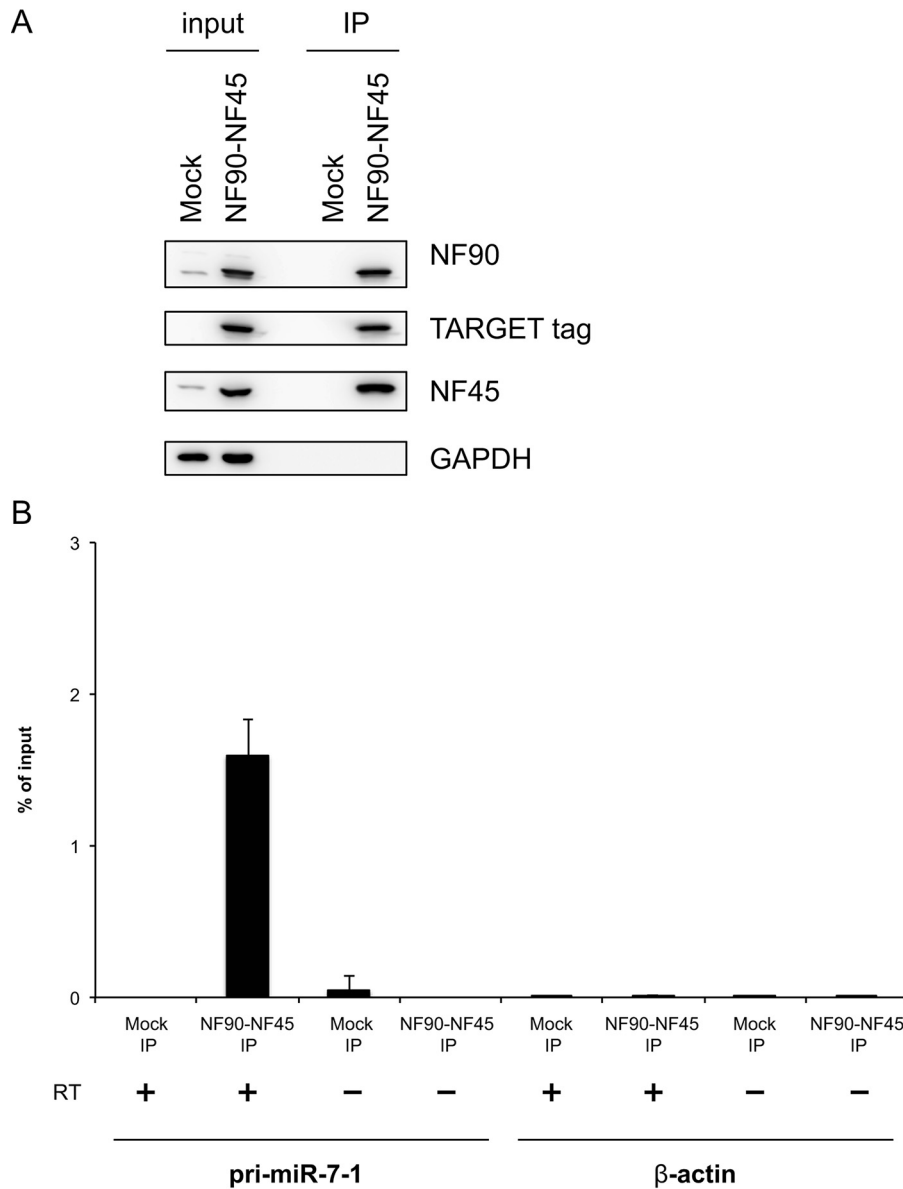 A
input IP
Mock NF90-NF45 Mock NF90-NF45
NF90
TARGET tag
NF45
GAPDH
B
3
2
1
0
% of input
Mock NF90-NF45 Mock NF90-NF45 Mock NF90-NF45 Mock NF90-NF45
IP IP IP IP IP IP IP IP
RT + + − − + + − −
pri-miR-7-1 β-actin